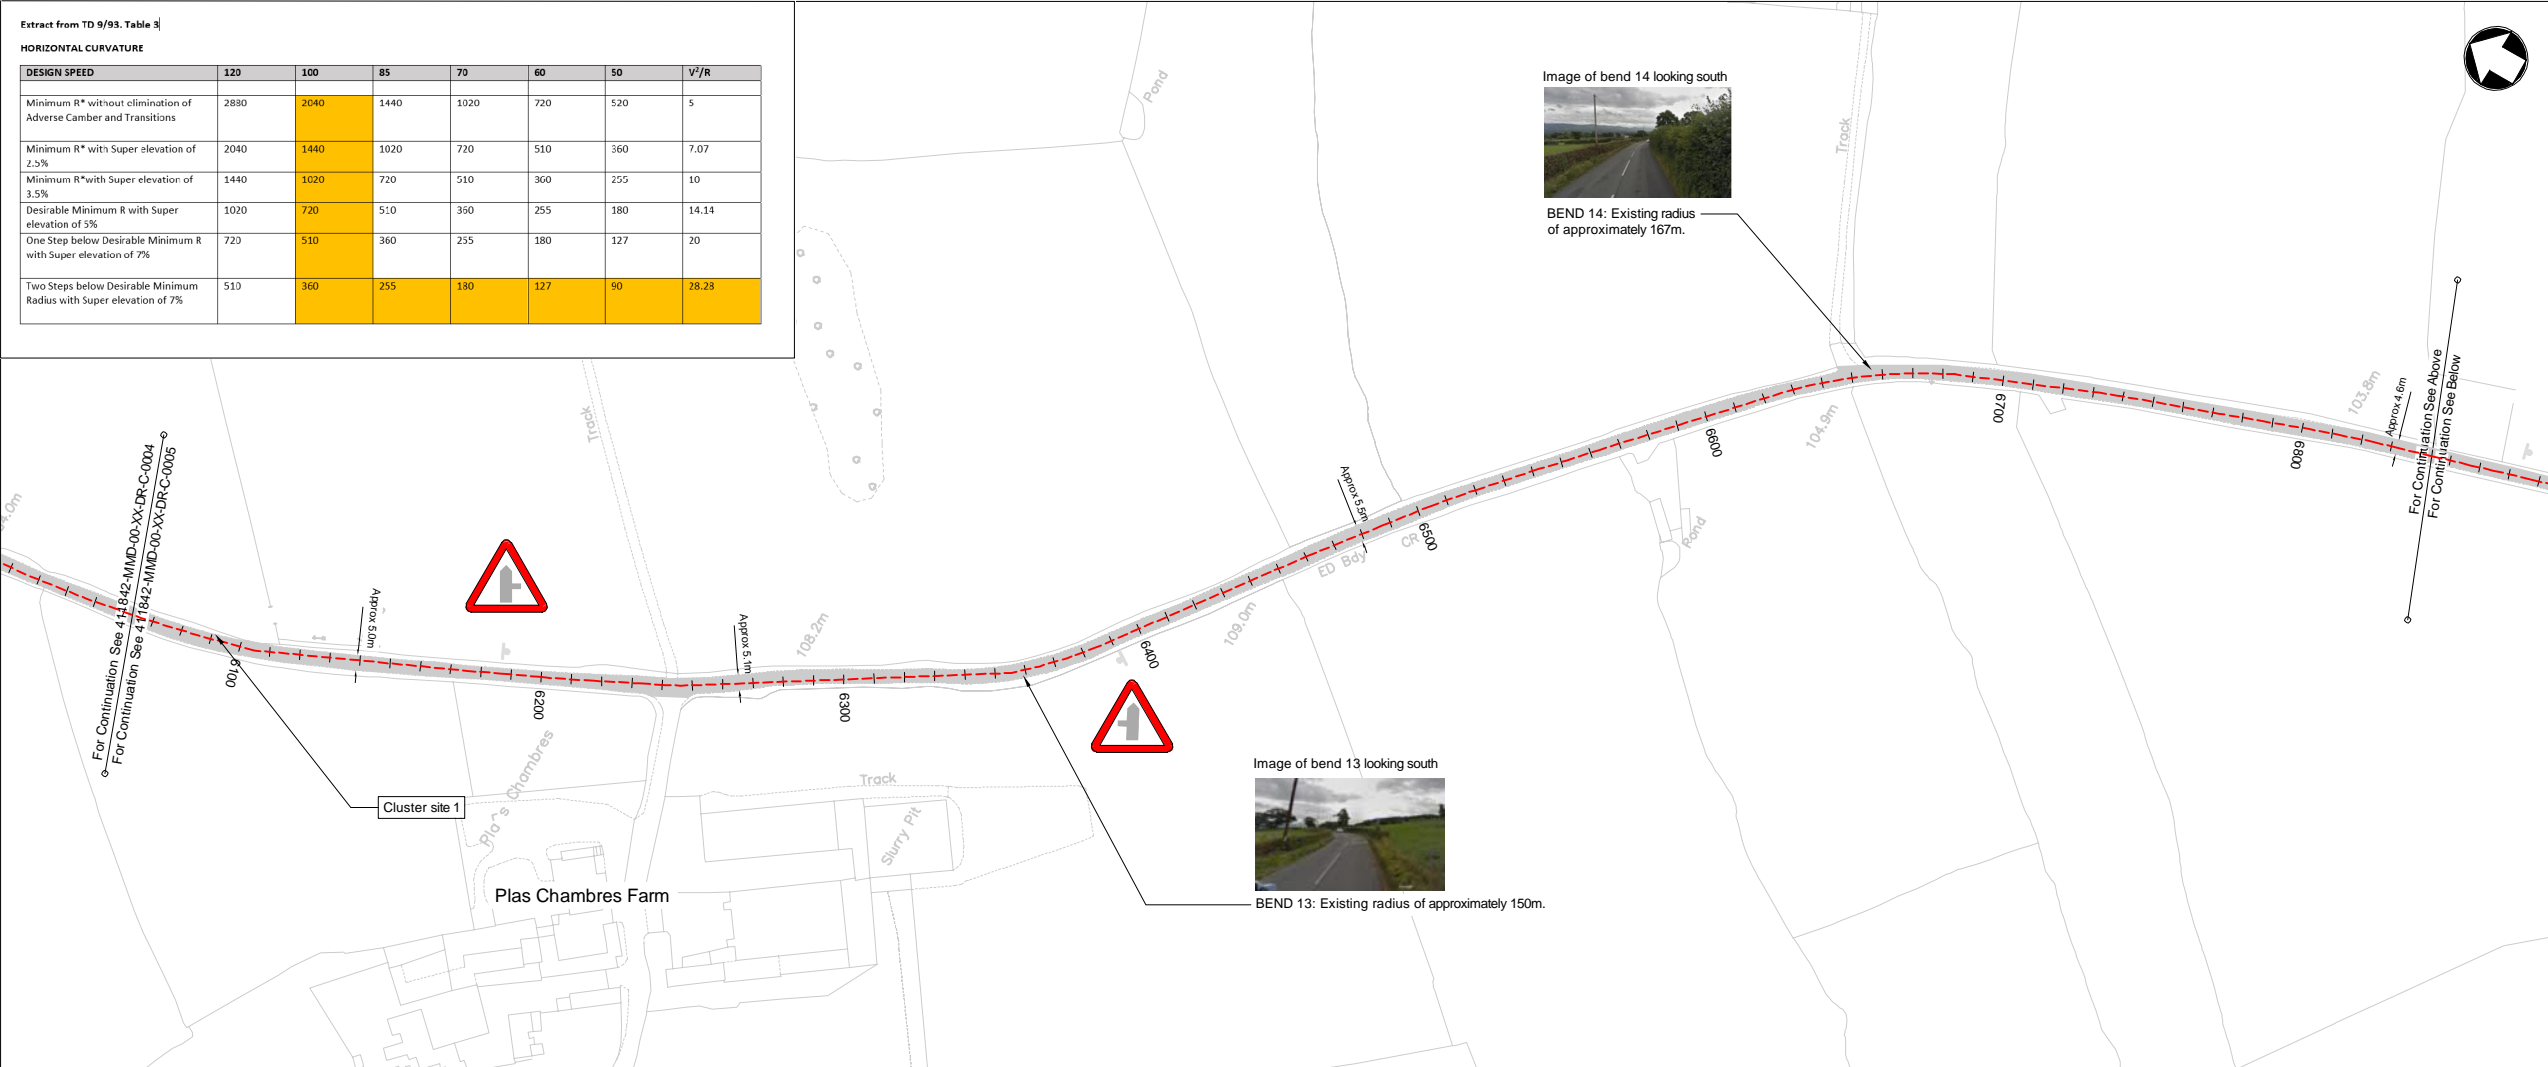 Extract from TD 9/93. Table 3
HORIZONTAL CURVATURE
DESIGN SPEED 120 100 85 70 60 50 V²/R
Minimum R* without elimination of 2880 2040 1440 1020 720 520 5
Adverse Camber and Transitions
Minimum R* with Super elevation of 2040 1440 1020 720 510 360 7.07
2.5%
Minimum R*with Super elevation of 1440 1020 720 510 360 255 10
3.5%
Desirable Minimum R with Super 1020 720 510 360 255 180 14.14
elevation of 5%
One Step below Desirable Minimum R 720 510 360 255 180 127 20
with Super elevation of 7%
Two Steps below Desirable Minimum 510 360 255 180 127 90 28.28
Radius with Super elevation of 7%
Pond
Image of bend 14 looking south
Track
BEND 14: Existing radius
of approximately 167m.
Track
For Continuation See Above
For Continuation See Below
Approx 4.6m
103.8m
6800
6700
104.9m
6600
Pond
Approx 5.5m
6500
ED Bdy
CR
109.0m
6400
108.2m
Approx 5.1m
6300
6200
Approx 5.0m
6100
For Continuation See 411842-MMD-00-XX-DR-C-0004
For Continuation See 411842-MMD-00-XX-DR-C-0005
4.0m
Cluster site 1
Pla^s Chambres
Track
Slurry Pit
Plas Chambres Farm
Image of bend 13 looking south
BEND 13: Existing radius of approximately 150m.